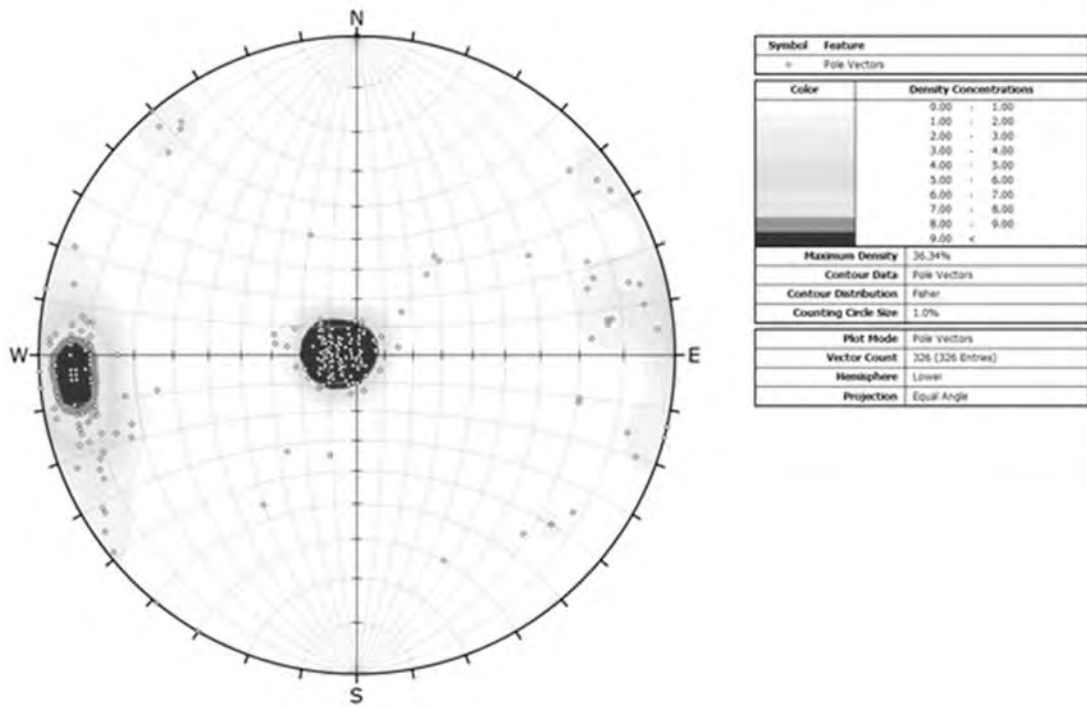 N
W
E
S
Symbol Feature
Pole Vectors
Color Density Concentrations
0.00 - 1.00
1.00 - 2.00
2.00 - 3.00
3.00 - 4.00
4.00 - 5.00
5.00 - 6.00
6.00 - 7.00
7.00 - 8.00
8.00 - 9.00
9.00 <
Maximum Density 36.34%
Contour Data Pole Vectors
Contour Distribution Fisher
Counting Circle Size 1.0%
Plot Mode Pole Vectors
Vector Count 326 (326 Entries)
Hemisphere Lower
Projection Equal Angle